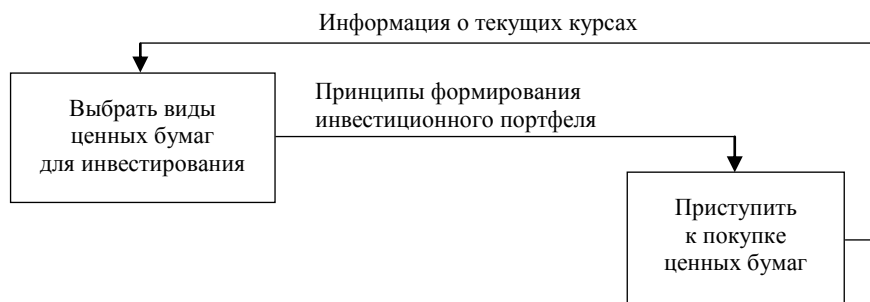 Информация о текущих курсах
Выбрать виды
ценных бумаг
для инвестирования
Принципы формирования
инвестиционного портфеля
Приступить
к покупке
ценных бумаг